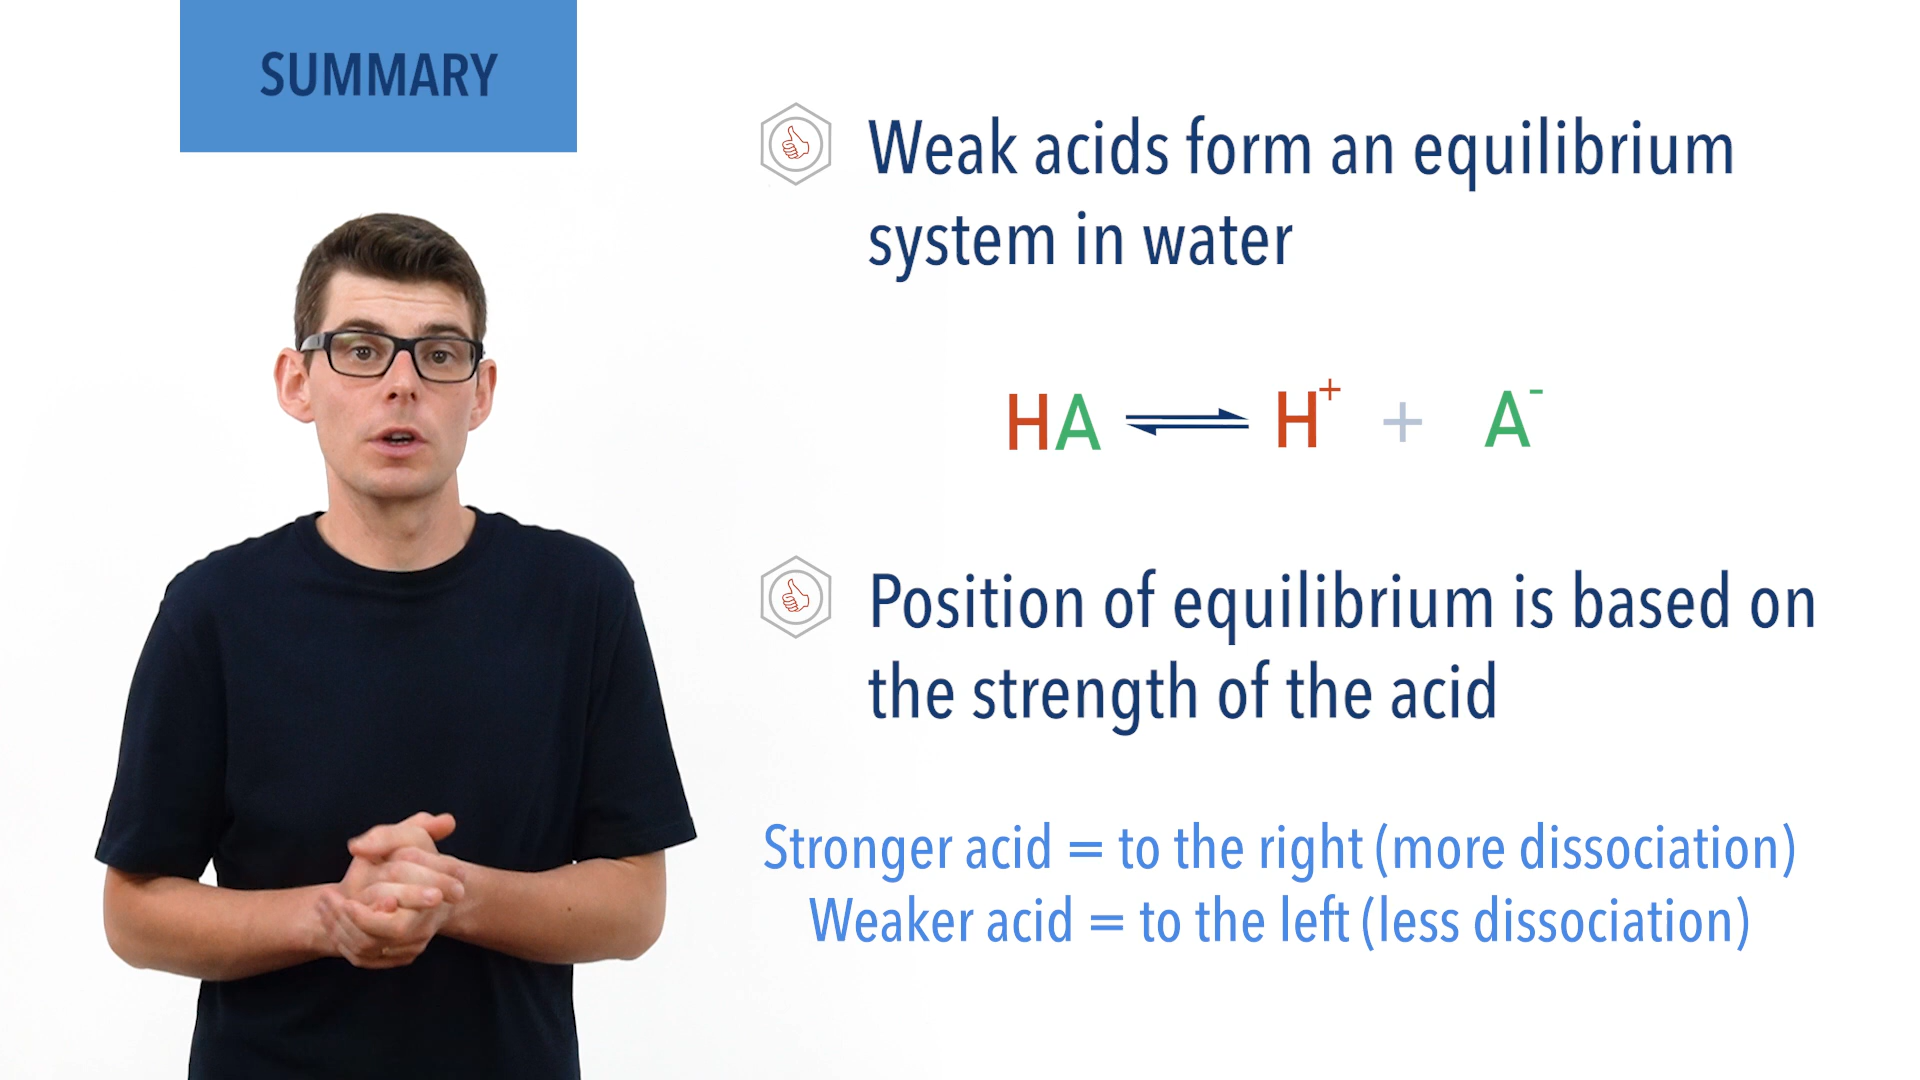 SUMMARY
Weak acids form an equilibrium
system in water
HA ⇌ H⁺ + A⁻
Position of equilibrium is based on
the strength of the acid
Stronger acid = to the right (more dissociation)
Weaker acid = to the left (less dissociation)